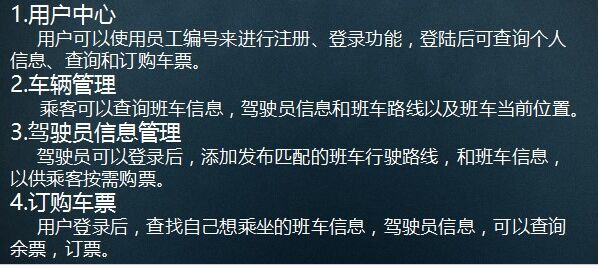 1.用户中心
用户可以使用员工编号来进行注册、登录功能，登陆后可查询个人
信息、查询和订购车票。
2.车辆管理
乘客可以查询班车信息，驾驶员信息和班车路线以及班车当前位置。
3.驾驶员信息管理
驾驶员可以登录后，添加发布匹配的班车行驶路线，和班车信息，
以供乘客按需购票。
4.订购车票
用户登录后，查找自己想乘坐的班车信息，驾驶员信息，可以查询
余票，订票。